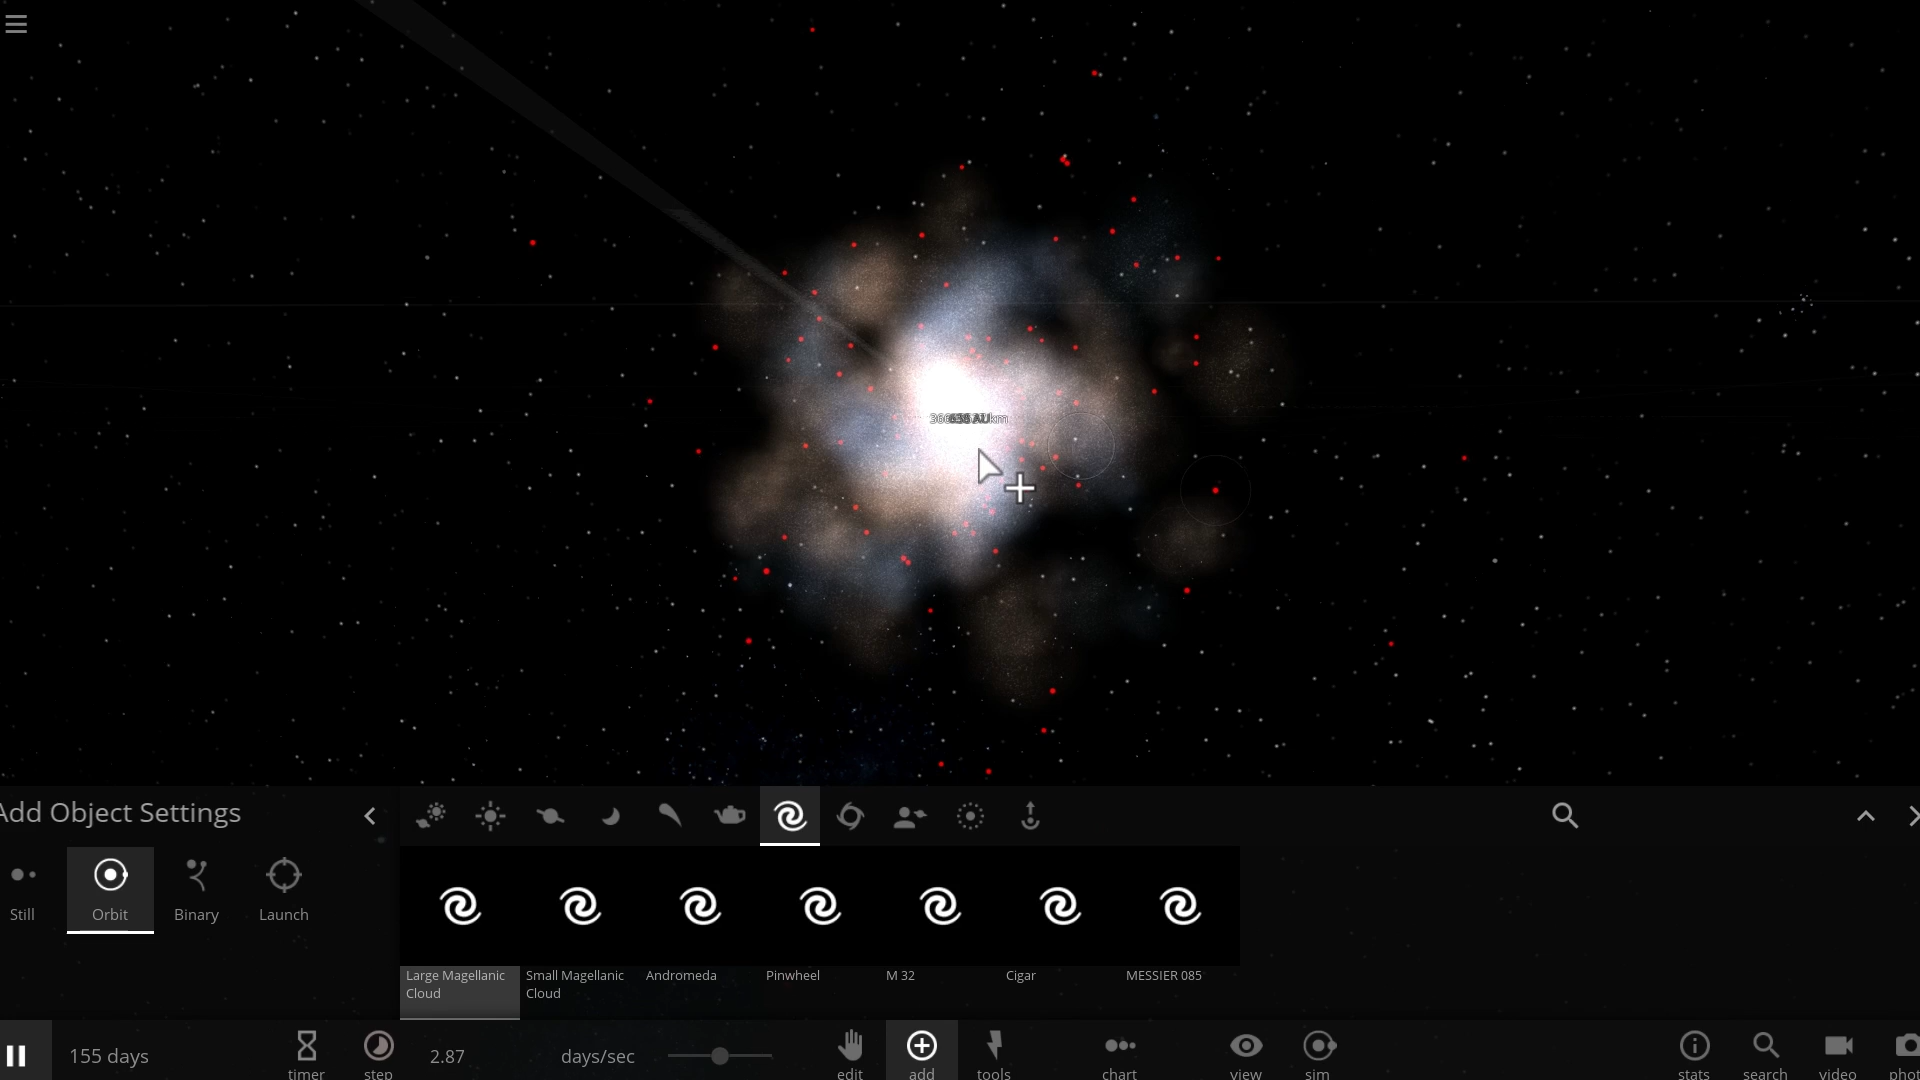 Add Object Settings
Still
Orbit
Binary
Launch
Large Magellanic
Cloud
Small Magellanic
Cloud
Andromeda
Pinwheel
M 32
Cigar
MESSIER 085
155 days
timer
step
2.87
days/sec
edit
add
tools
chart
view
sim
stats
search
video